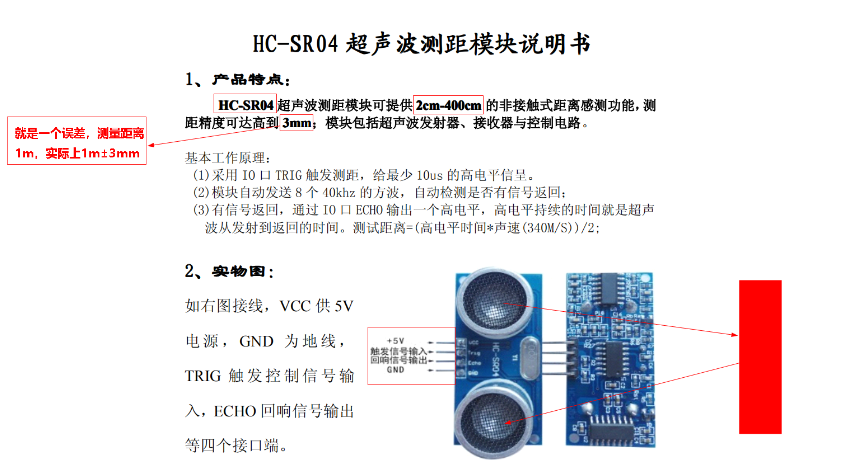 HC-SR04 超声波测距模块说明书
1、产品特点：
HC-SR04 超声波测距模块可提供 2cm-400cm 的非接触式距离感测功能，测
距精度可达高到 3mm；模块包括超声波发射器、接收器与控制电路。
就是一个误差，测量距离
1m，实际上1m±3mm
基本工作原理：
(1)采用 IO 口 TRIG 触发测距，给最少 10us 的高电平信呈。
(2)模块自动发送 8 个 40khz 的方波，自动检测是否有信号返回；
(3)有信号返回，通过 IO 口 ECHO 输出一个高电平，高电平持续的时间就是超声
波从发射到返回的时间。测试距离=(高电平时间*声速(340M/S))/2;
2、实物图：
如右图接线，VCC 供 5V
电源，GND 为地线，
TRIG 触发控制信号输
入，ECHO 回响信号输出
等四个接口端。
+5V
触发信号输入
回响信号输出
GND
VCC
Trig
Echo
GND
HC-SR04
T1